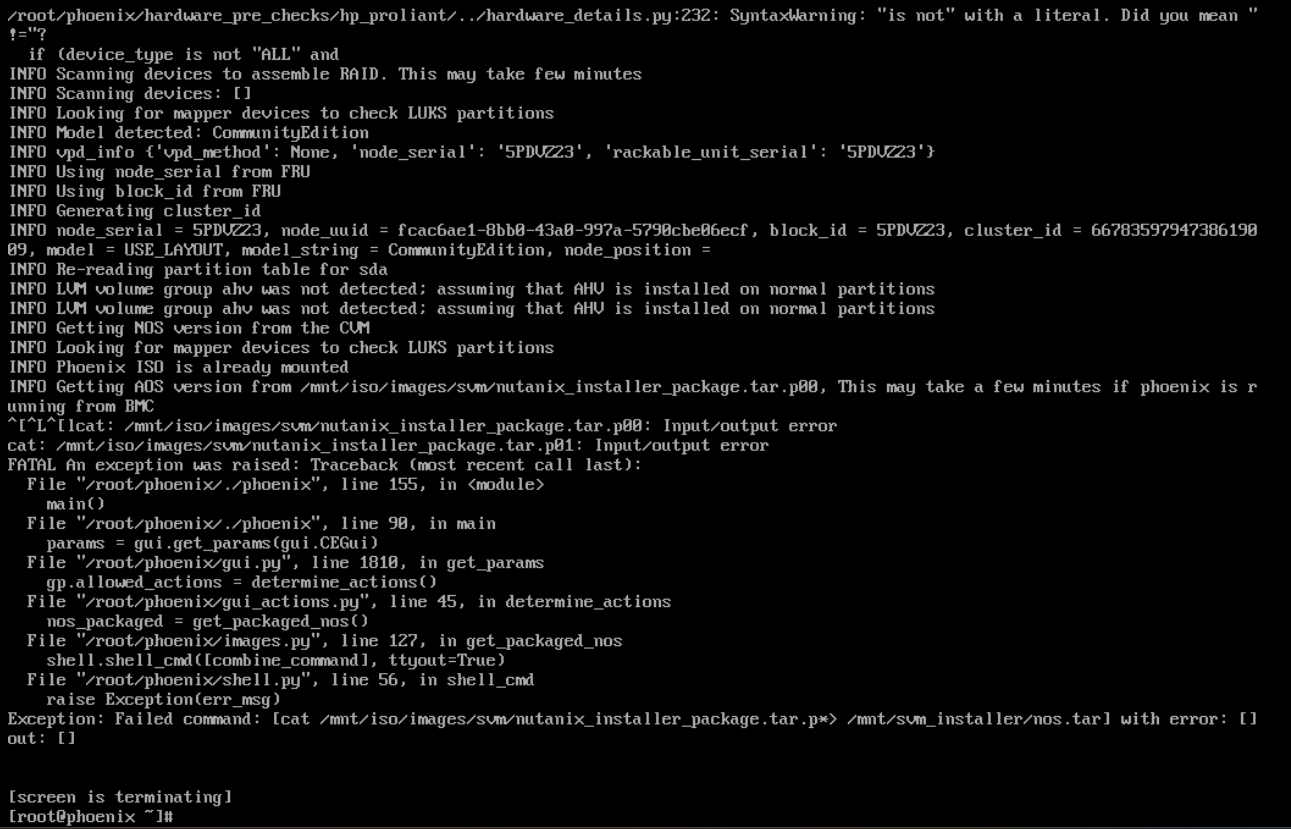 /root/phoenix/hardware_pre_checks/hp_proliant/../hardware_details.py:232: SyntaxWarning: "is not" with a literal. Did you mean "
!="?
  if (device_type is not "ALL" and
INFO Scanning devices to assemble RAID. This may take few minutes
INFO Scanning devices: []
INFO Looking for mapper devices to check LUKS partitions
INFO Model detected: CommunityEdition
INFO vpd_info {'vpd_method': None, 'node_serial': '5PDVZ23', 'rackable_unit_serial': '5PDVZ23'}
INFO Using node_serial from FRU
INFO Using block_id from FRU
INFO Generating cluster_id
INFO node_serial = 5PDVZ23, node_uuid = fcac6ae1-8bb0-43a0-997a-5790cbe06ecf, block_id = 5PDVZ23, cluster_id = 66783597947386190
09, model = USE_LAYOUT, model_string = CommunityEdition, node_position =
INFO Re-reading partition table for sda
INFO LVM volume group ahv was not detected; assuming that AHV is installed on normal partitions
INFO LVM volume group ahv was not detected; assuming that AHV is installed on normal partitions
INFO Getting NOS version from the CVM
INFO Looking for mapper devices to check LUKS partitions
INFO Phoenix ISO is already mounted
INFO Getting AOS version from /mnt/iso/images/svm/nutanix_installer_package.tar.p00, This may take a few minutes if phoenix is r
unning from BMC
^[^L^[lcat: /mnt/iso/images/svm/nutanix_installer_package.tar.p00: Input/output error
cat: /mnt/iso/images/svm/nutanix_installer_package.tar.p01: Input/output error
FATAL An exception was raised: Traceback (most recent call last):
  File "/root/phoenix/./phoenix", line 155, in <module>
    main()
  File "/root/phoenix/./phoenix", line 90, in main
    params = gui.get_params(gui.CEGui)
  File "/root/phoenix/gui.py", line 1810, in get_params
    gp.allowed_actions = determine_actions()
  File "/root/phoenix/gui_actions.py", line 45, in determine_actions
    nos_packaged = get_packaged_nos()
  File "/root/phoenix/images.py", line 127, in get_packaged_nos
    shell.shell_cmd([combine_command], ttyout=True)
  File "/root/phoenix/shell.py", line 56, in shell_cmd
    raise Exception(err_msg)
Exception: Failed command: [cat /mnt/iso/images/svm/nutanix_installer_package.tar.p*> /mnt/svm_installer/nos.tar] with error: []
out: []
[screen is terminating]
[root@phoenix ~]#